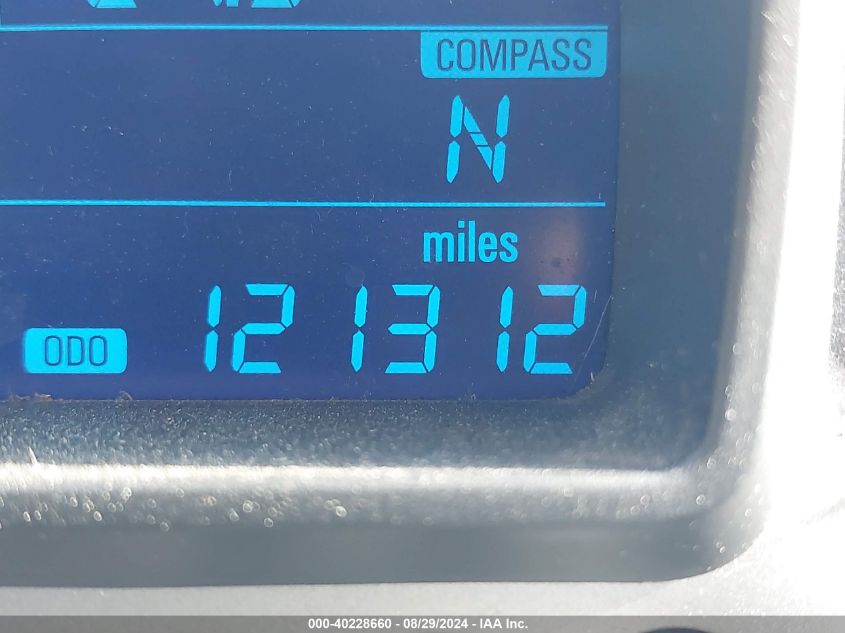 COMPASS
N
miles
ODO 121312
000-40228660 - 08/29/2024 - IAA Inc.